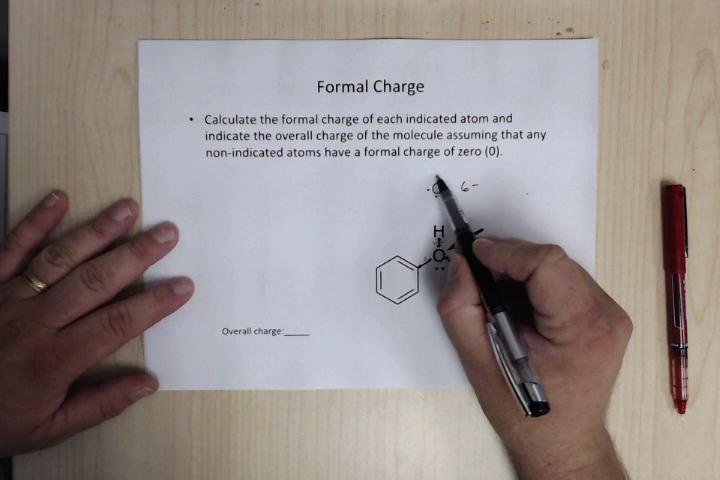 Formal Charge
• Calculate the formal charge of each indicated atom and
indicate the overall charge of the molecule assuming that any
non-indicated atoms have a formal charge of zero (0).
6-
H
O
Overall charge:_____